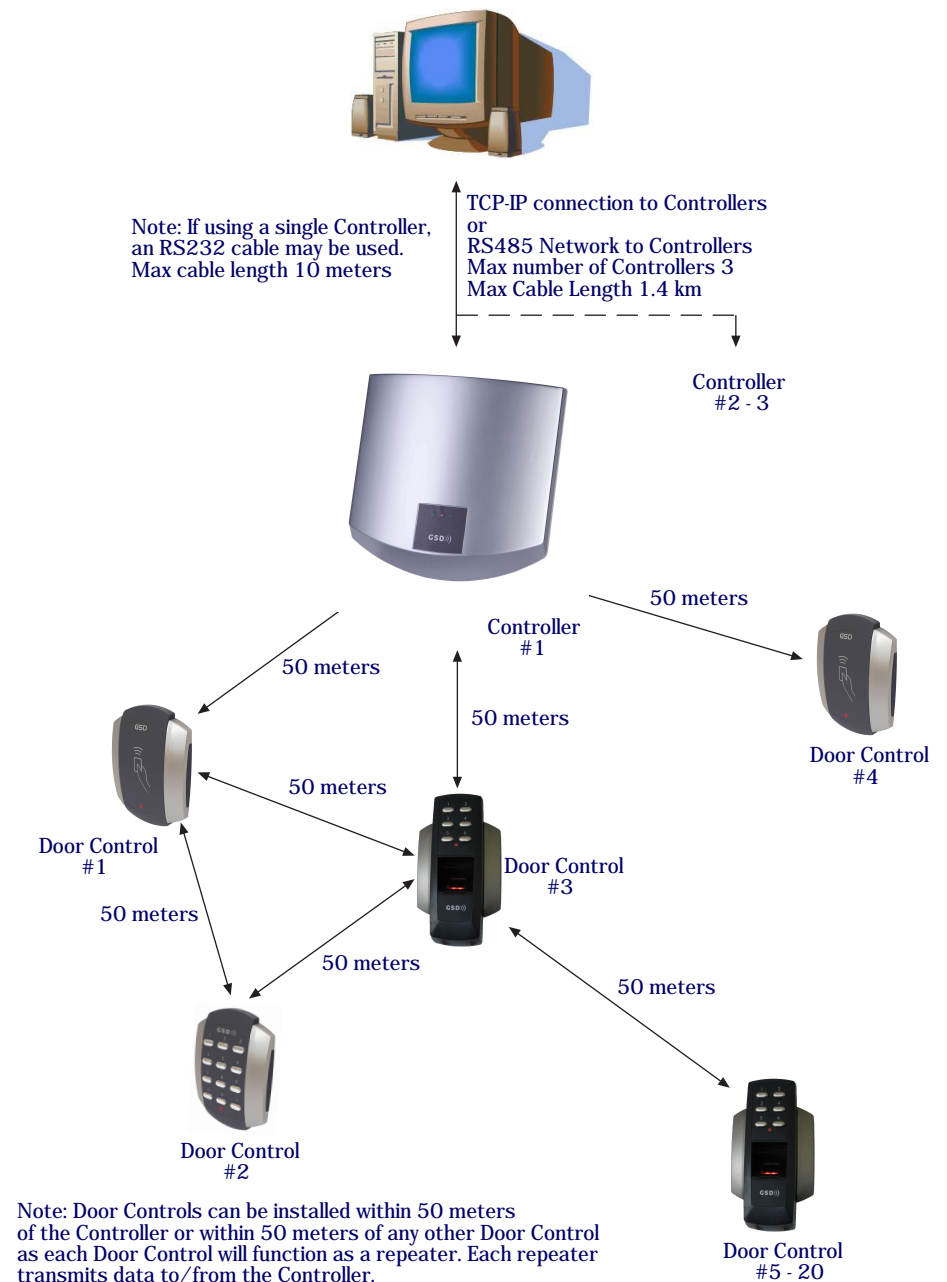 Note: If using a single Controller,
an RS232 cable may be used.
Max cable length 10 meters
TCP-IP connection to Controllers
or
RS485 Network to Controllers
Max number of Controllers 3
Max Cable Length 1.4 km
Controller
#2 - 3
GSD
Controller
#1
50 meters
50 meters
50 meters
GSD
Door Control
#4
GSD
Door Control
#1
50 meters
1 2
3 4
5 6
GSD
Door Control
#3
50 meters
50 meters
50 meters
GSD
Door Control
#2
GSD
Door Control
#5 - 20
Note: Door Controls can be installed within 50 meters
of the Controller or within 50 meters of any other Door Control
as each Door Control will function as a repeater. Each repeater
transmits data to/from the Controller.